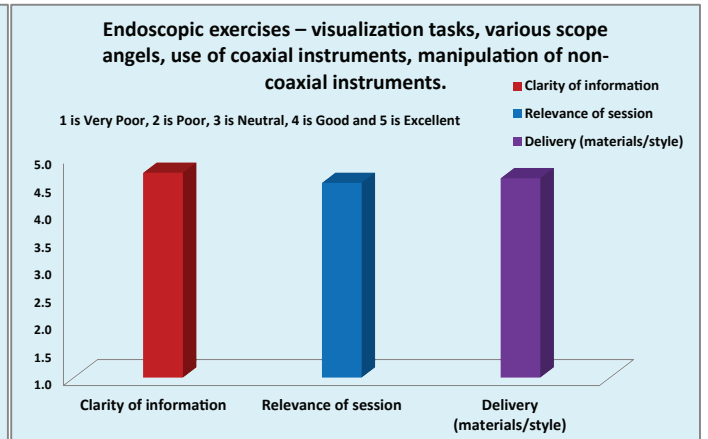 Endoscopic exercises – visualization tasks, various scope
angels, use of coaxial instruments, manipulation of non-
coaxial instruments.
Clarity of information
1 is Very Poor, 2 is Poor, 3 is Neutral, 4 is Good and 5 is Excellent
Relevance of session
Delivery (materials/style)
5.0
4.5
4.0
3.5
3.0
2.5
2.0
1.5
1.0
Clarity of information
Relevance of session
Delivery
(materials/style)